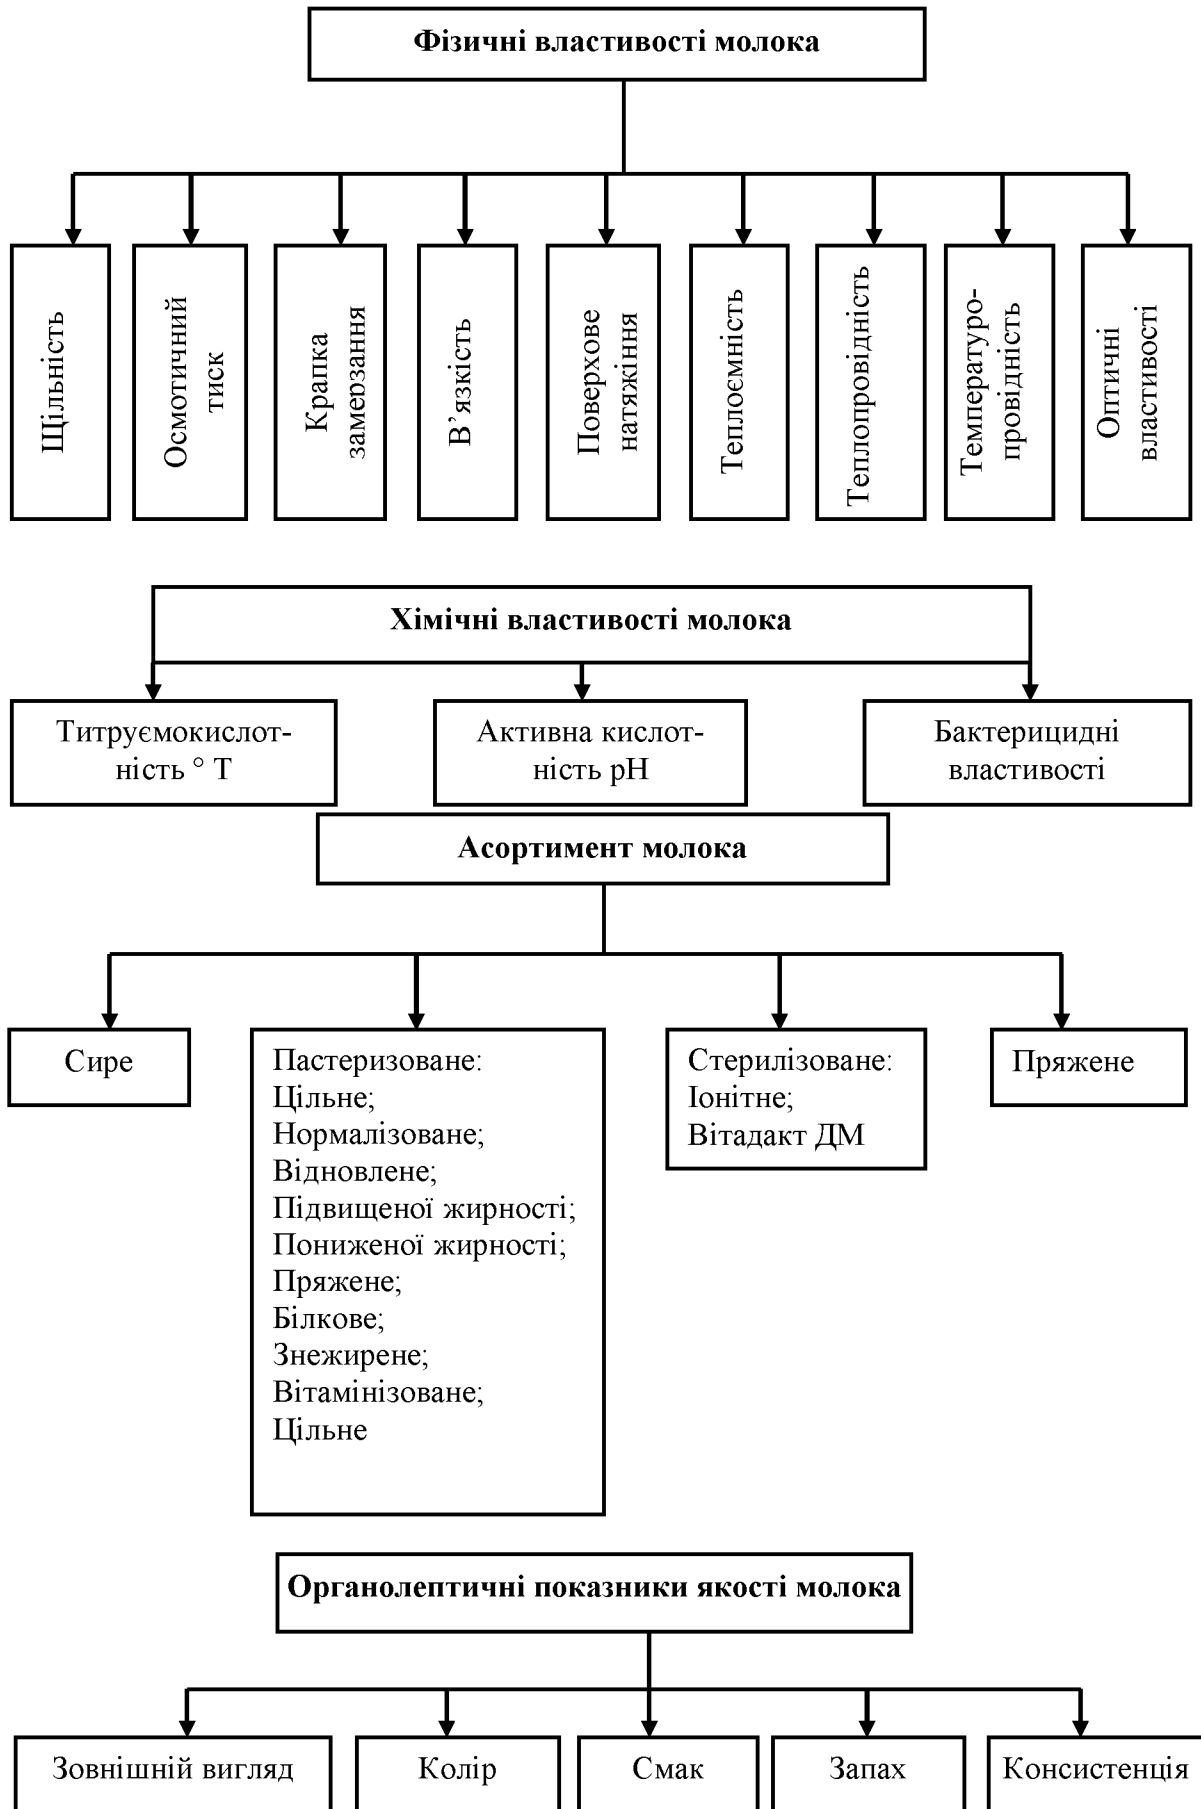 Фізичні властивості молока
Щільність
Осмотичний
тиск
Крапка
замерзання
В’язкість
Поверхове
натяжіння
Теплоємність
Теплопровідність
Температуро-
провідність
Оптичні
властивості
Хімічні властивості молока
Титруємокислот-
ність ° Т
Активна кислот-
ність рН
Бактерицидні
властивості
Асортимент молока
Сире
Пастеризоване:
Цільне;
Нормалізоване;
Відновлене;
Підвищеної жирності;
Пониженої жирності;
Пряжене;
Білкове;
Знежирене;
Вітамінізоване;
Цільне
Стерилізоване:
Іонітне;
Вітадакт ДМ
Пряжене
Органолептичні показники якості молока
Зовнішній вигляд
Колір
Смак
Запах
Консистенція